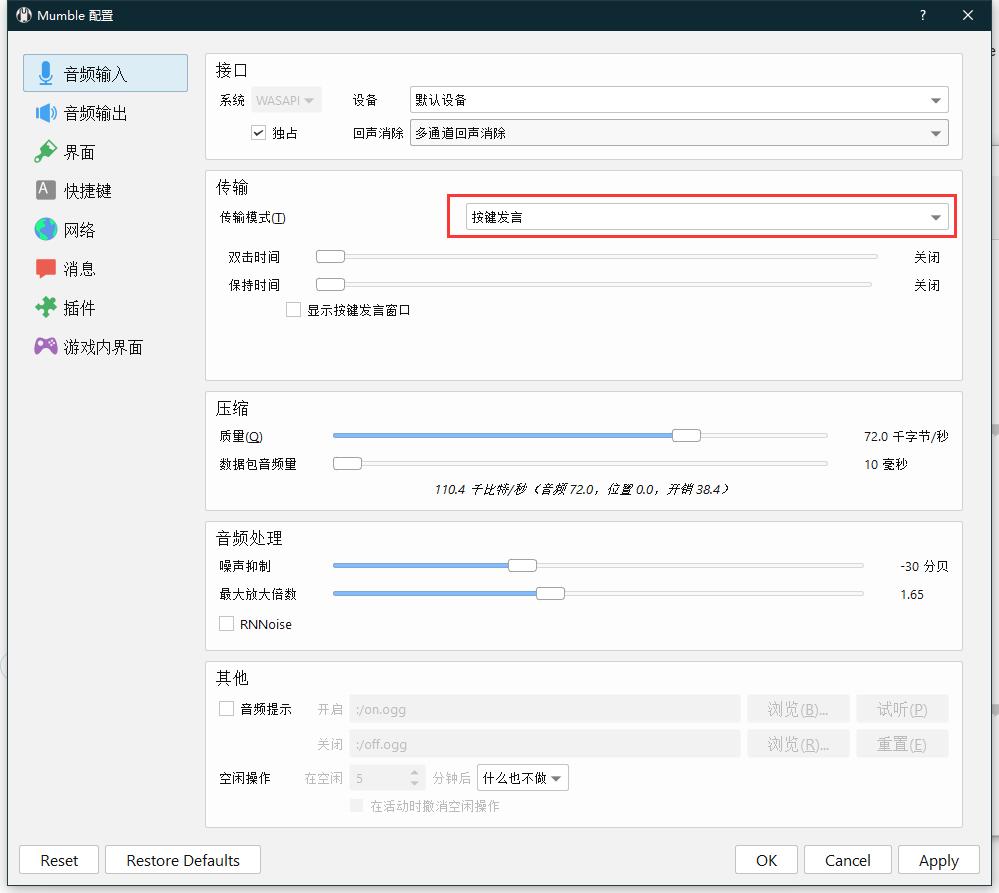 Mumble 配置
?
音频输入
音频输出
界面
快捷键
网络
消息
插件
游戏内界面
接口
系统 WASAPI 设备 默认设备
独占 回声消除 多通道回声消除
传输
传输模式(T) 按键发言
双击时间 关闭
保持时间 关闭
显示按键发言窗口
压缩
质量(Q) 72.0 千字节/秒
数据包音频量 10 毫秒
110.4 千比特/秒（音频 72.0，位置 0.0，开销 38.4）
音频处理
噪声抑制 -30 分贝
最大放大倍数 1.65
RNNoise
其他
音频提示 开启 :/on.ogg 浏览(B)... 试听(P)
关闭 :/off.ogg 浏览(R)... 重置(E)
空闲操作 在空闲 5 分钟后 什么也不做
在活动时撤消空闲操作
Reset Restore Defaults OK Cancel Apply